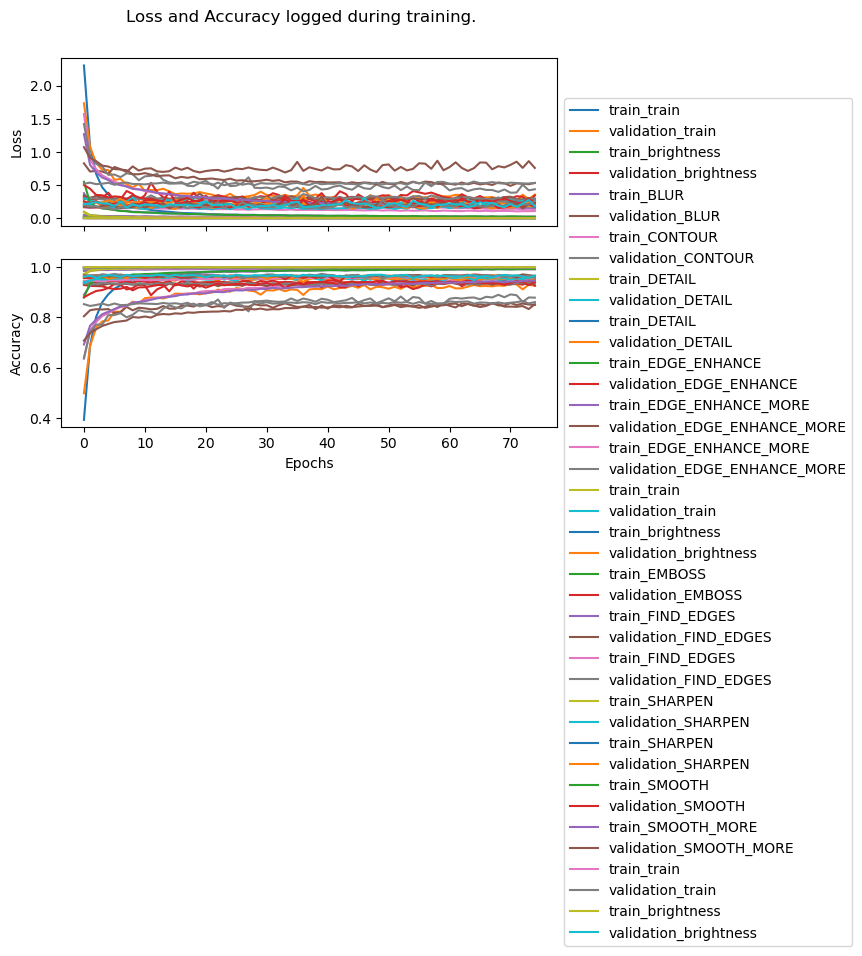 Loss and Accuracy logged during training.
2.0
1.5
1.0
0.5
0.0
Loss
1.0
0.8
0.6
0.4
Accuracy
0 10 20 30 40 50 60 70
Epochs
train_train
validation_train
train_brightness
validation_brightness
train_BLUR
validation_BLUR
train_CONTOUR
validation_CONTOUR
train_DETAIL
validation_DETAIL
train_DETAIL
validation_DETAIL
train_EDGE_ENHANCE
validation_EDGE_ENHANCE
train_EDGE_ENHANCE_MORE
validation_EDGE_ENHANCE_MORE
train_EDGE_ENHANCE_MORE
validation_EDGE_ENHANCE_MORE
train_train
validation_train
train_brightness
validation_brightness
train_EMBOSS
validation_EMBOSS
train_FIND_EDGES
validation_FIND_EDGES
train_FIND_EDGES
validation_FIND_EDGES
train_SHARPEN
validation_SHARPEN
train_SHARPEN
validation_SHARPEN
train_SMOOTH
validation_SMOOTH
train_SMOOTH_MORE
validation_SMOOTH_MORE
train_train
validation_train
train_brightness
validation_brightness